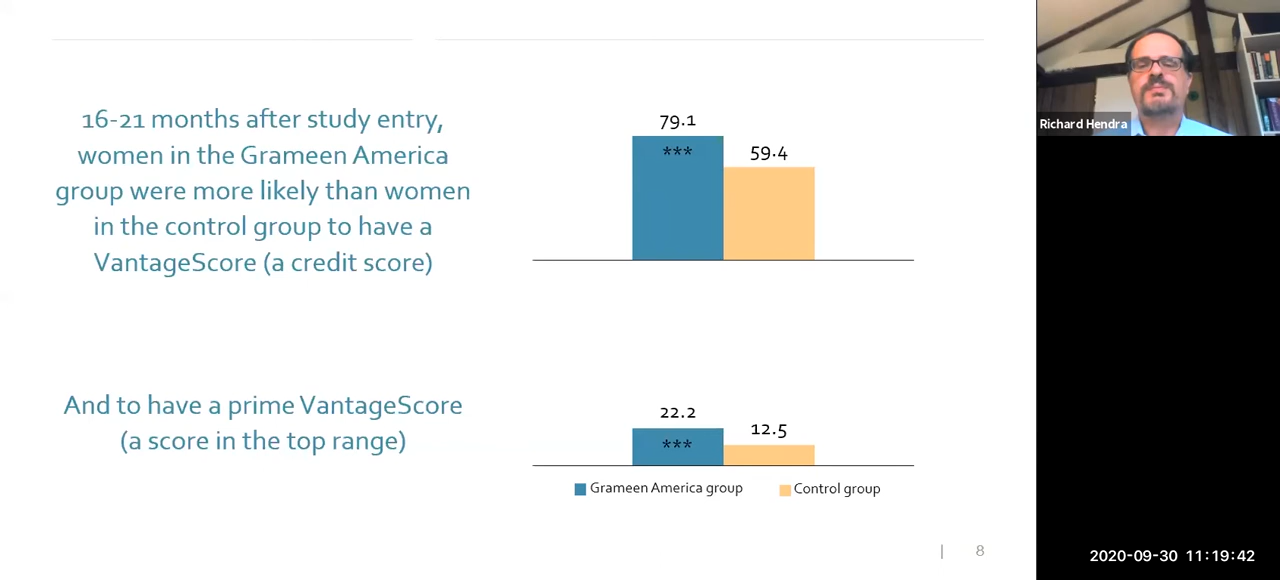 16-21 months after study entry,
women in the Grameen America
group were more likely than women
in the control group to have a
VantageScore (a credit score)
79.1
***
59.4
And to have a prime VantageScore
(a score in the top range)
22.2
***
12.5
Grameen America group
Control group
| 8
Richard Hendra
2020-09-30 11:19:42